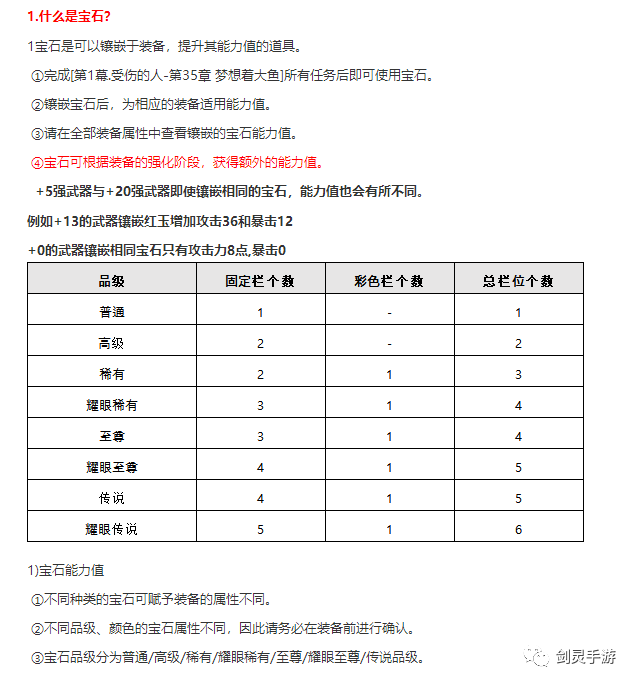 1.什么是宝石?
1宝石是可以镶嵌于装备，提升其能力值的道具。
①完成[第1幕.受伤的人-第35章 梦想着大鱼]所有任务后即可使用宝石。
②镶嵌宝石后，为相应的装备适用能力值。
③请在全部装备属性中查看镶嵌的宝石能力值。
④宝石可根据装备的强化阶段，获得额外的能力值。
+5强武器与+20强武器即使镶嵌相同的宝石，能力值也会有所不同。
例如+13的武器镶嵌红玉增加攻击36和暴击12
+0的武器镶嵌相同宝石只有攻击力8点,暴击0
品级 固定栏个数 彩色栏个数 总栏位个数
普通 1 - 1
高级 2 - 2
稀有 2 1 3
耀眼稀有 3 1 4
至尊 3 1 4
耀眼至尊 4 1 5
传说 4 1 5
耀眼传说 5 1 6
1)宝石能力值
①不同种类的宝石可赋予装备的属性不同。
②不同品级、颜色的宝石属性不同，因此请务必在装备前进行确认。
③宝石品级分为普通/高级/稀有/耀眼稀有/至尊/耀眼至尊/传说品级。
剑灵手游